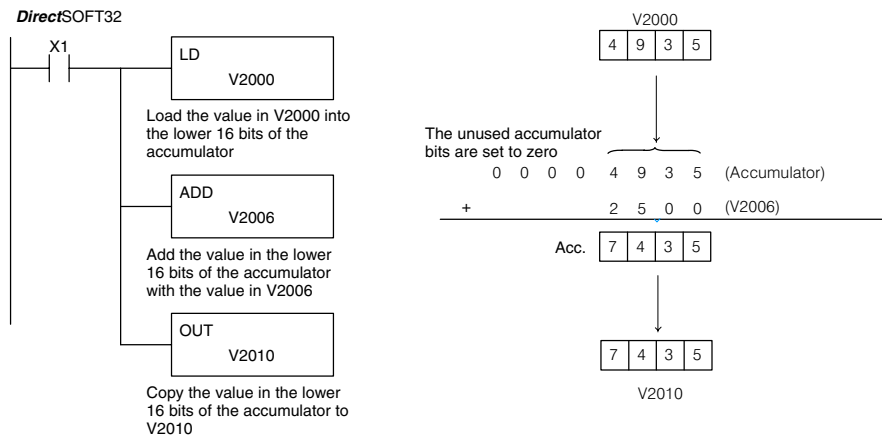 DirectSOFT32
X1
LD
V2000
Load the value in V2000 into
the lower 16 bits of the
accumulator
ADD
V2006
Add the value in the lower
16 bits of the accumulator
with the value in V2006
OUT
V2010
Copy the value in the lower
16 bits of the accumulator to
V2010
V2000
4 9 3 5
The unused accumulator
bits are set to zero
0 0 0 0 4 9 3 5 (Accumulator)
+ 2 5 0 0 (V2006)
Acc. 7 4 3 5
7 4 3 5
V2010